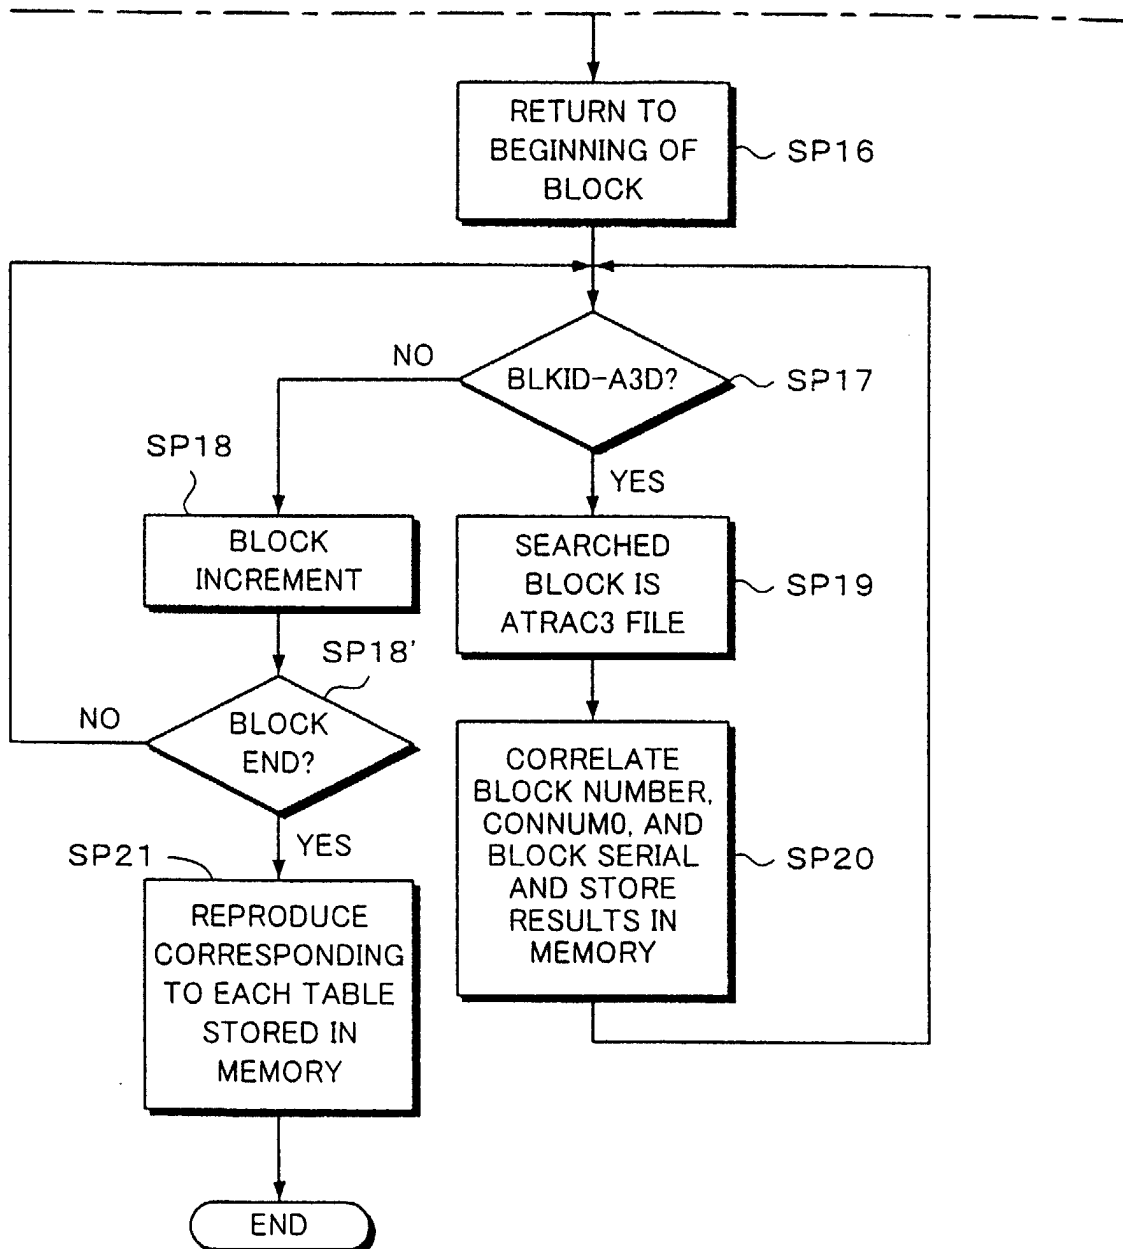 RETURN TO
BEGINNING OF
BLOCK
SP16
NO
BLKID-A3D?
SP17
YES
SP18
BLOCK
INCREMENT
SEARCHED
BLOCK IS
ATRAC3 FILE
SP19
SP18'
NO
BLOCK
END?
YES
CORRELATE
BLOCK NUMBER,
CONNUM0, AND
BLOCK SERIAL
AND STORE
RESULTS IN
MEMORY
SP20
SP21
REPRODUCE
CORRESPONDING
TO EACH TABLE
STORED IN
MEMORY
END